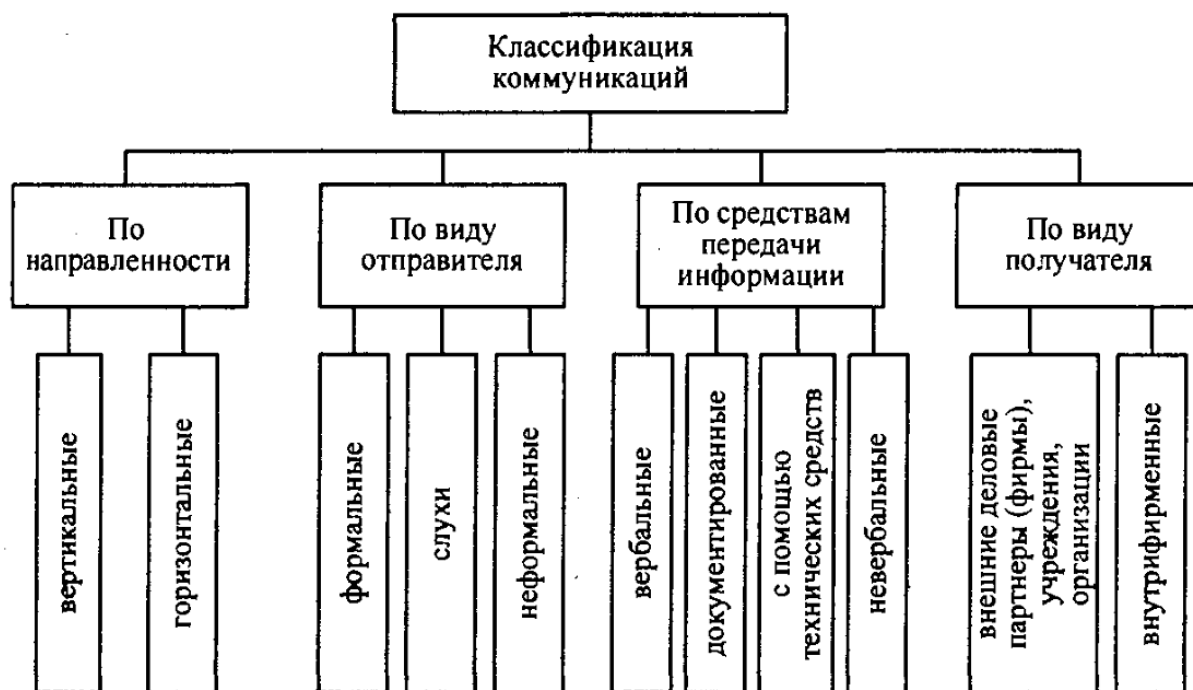 Классификация
коммуникаций
По
направленности
По виду
отправителя
По средствам
передачи
информации
По виду
получателя
вертикальные
горизонтальные
формальные
слухи
неформальные
вербальные
документированные
с помощью
технических средств
невербальные
внешние деловые
партнеры (фирмы),
учреждения,
организации
внутрифирменные